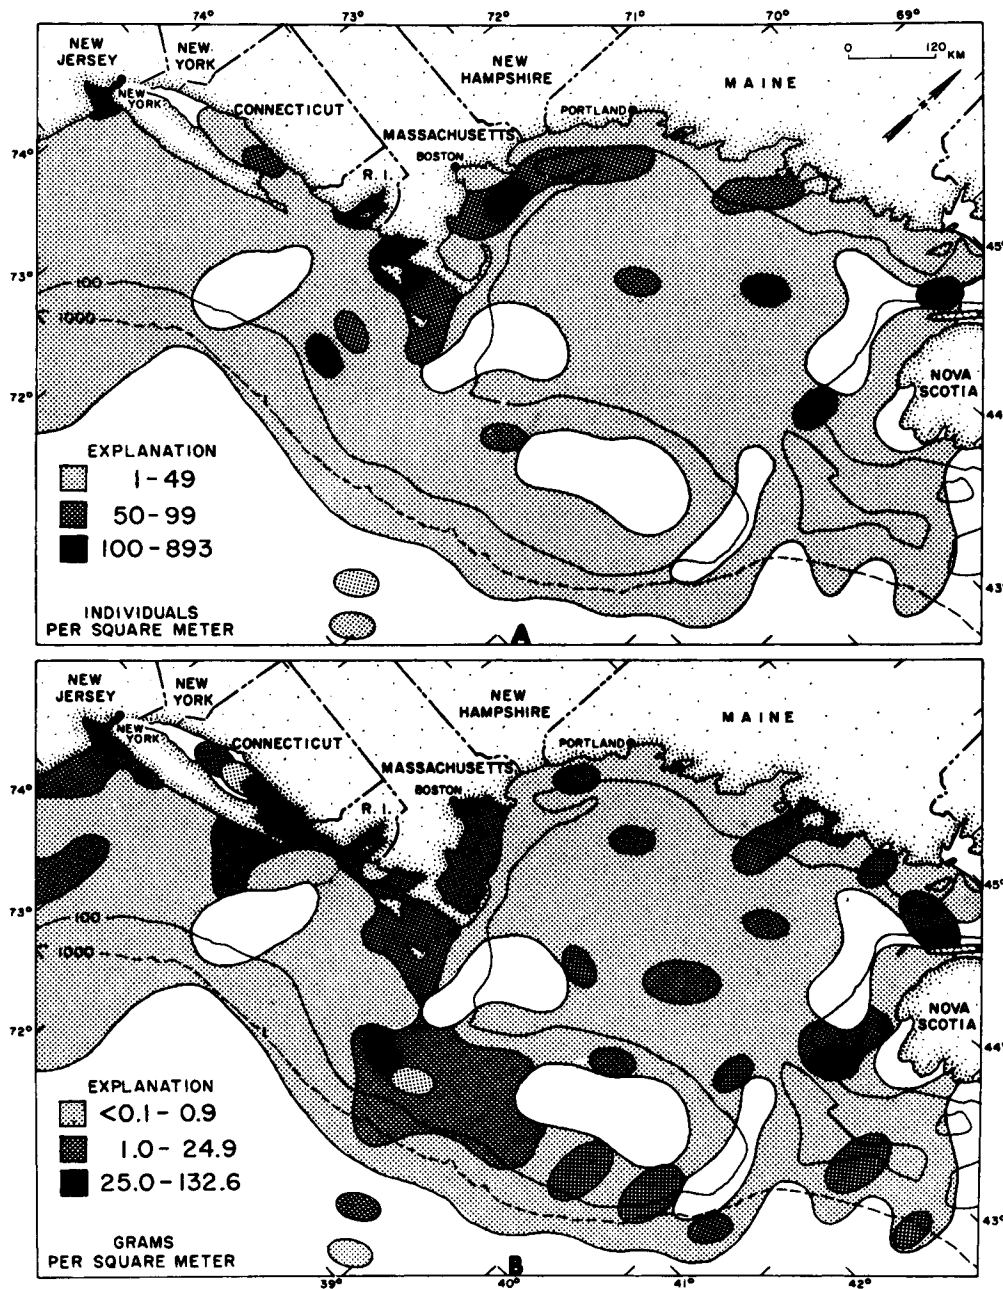 74° 73° 72° 71° 70° 69°
NEW JERSEY
NEW YORK
NEW YORK
CONNECTICUT
NEW HAMPSHIRE
MAINE
0 120 KM
PORTLAND
MASSACHUSETTS
BOSTON
R. I.
74°
73°
72°
100
1000
45°
44°
43°
NOVA SCOTIA
EXPLANATION
1-49
50-99
100-893
INDIVIDUALS
PER SQUARE METER
A
NEW JERSEY
NEW YORK
NEW YORK
CONNECTICUT
NEW HAMPSHIRE
MAINE
PORTLAND
MASSACHUSETTS
BOSTON
R. I.
74°
73°
72°
100
1000
45°
44°
43°
NOVA SCOTIA
EXPLANATION
<0.1-0.9
1.0-24.9
25.0-132.6
GRAMS
PER SQUARE METER
B
39° 40° 41° 42°